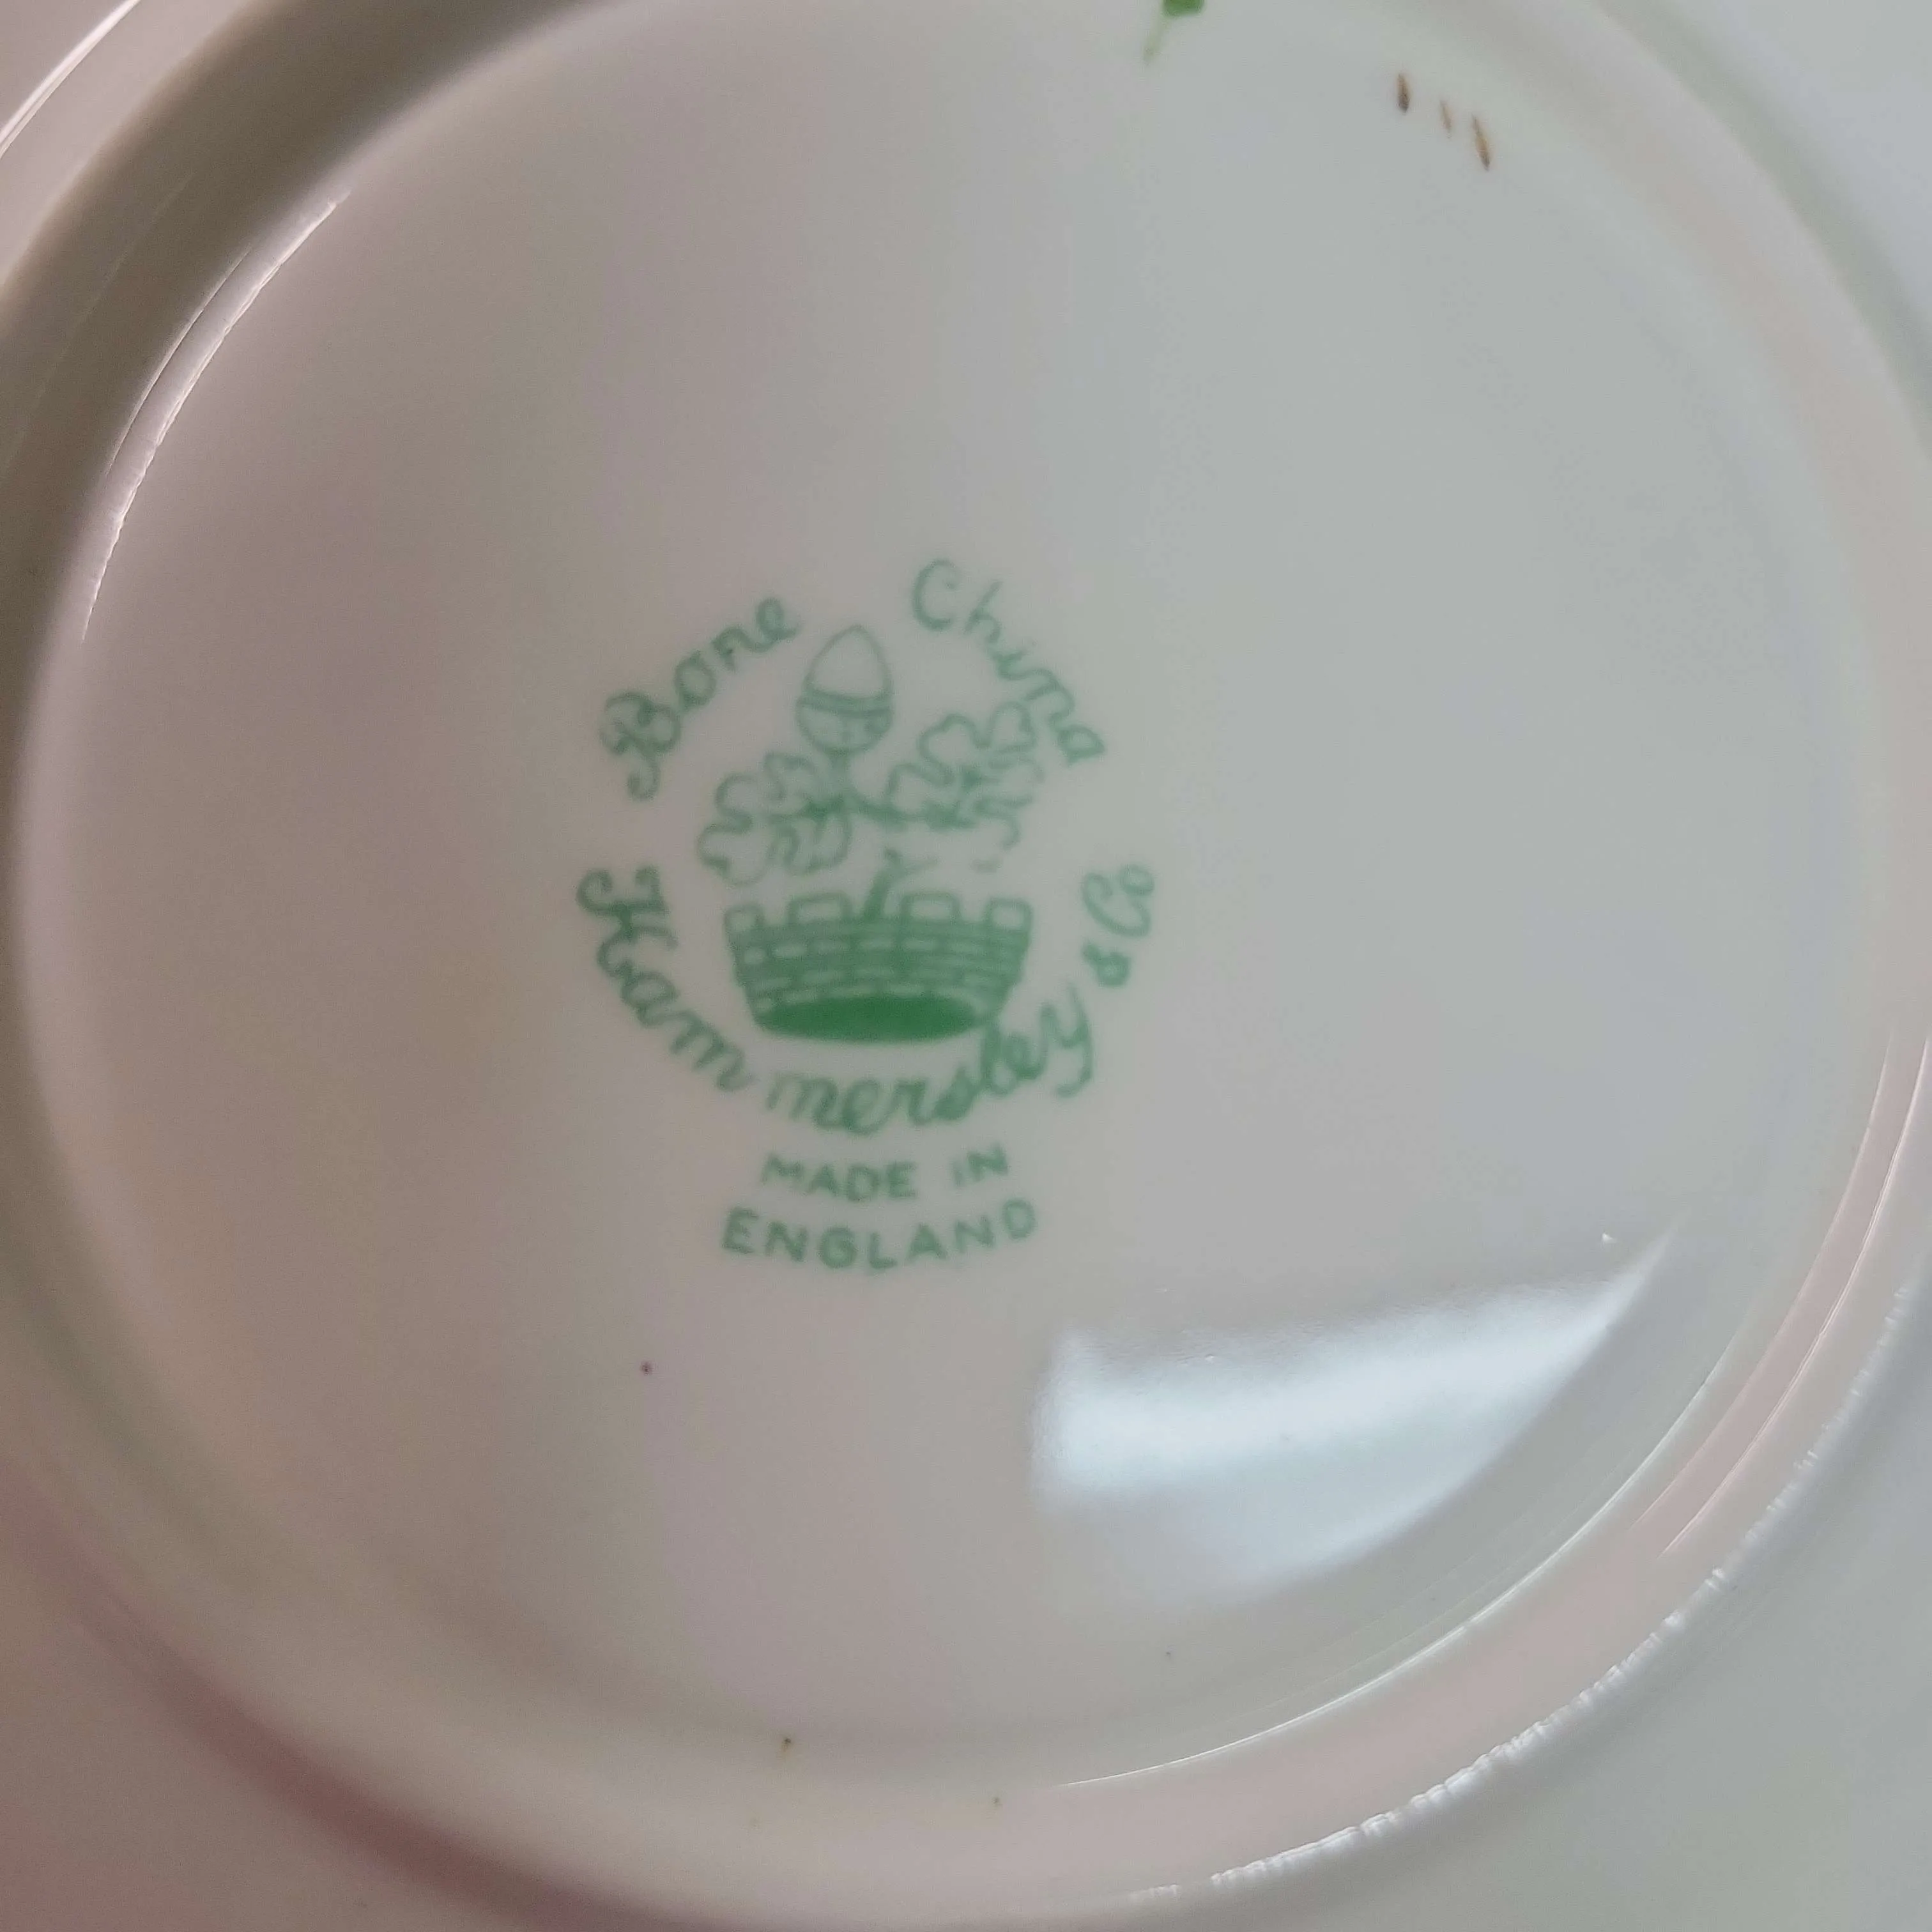 Bone China
Hammersley & Co
MADE IN
ENGLAND